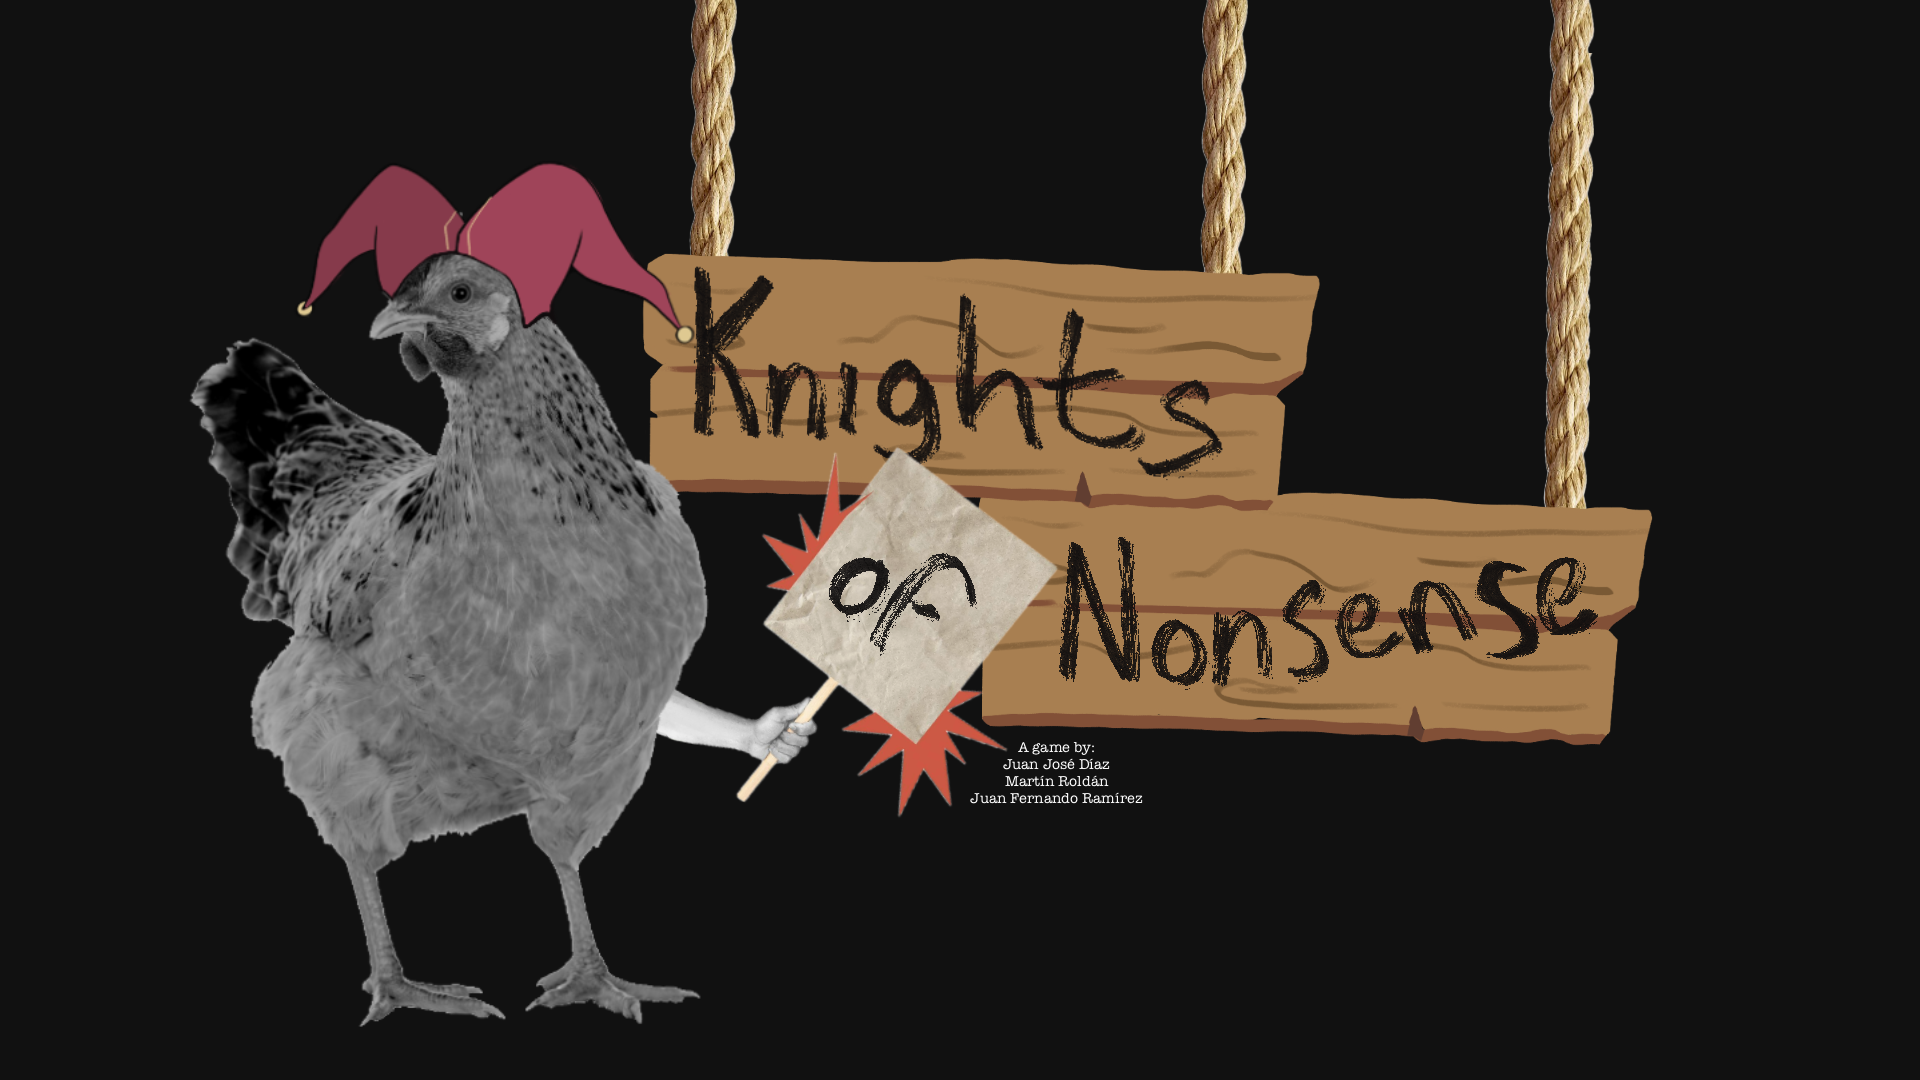 Knights
of
Nonsense
A game by:
Juan José Díaz
Martín Roldán
Juan Fernando Ramírez